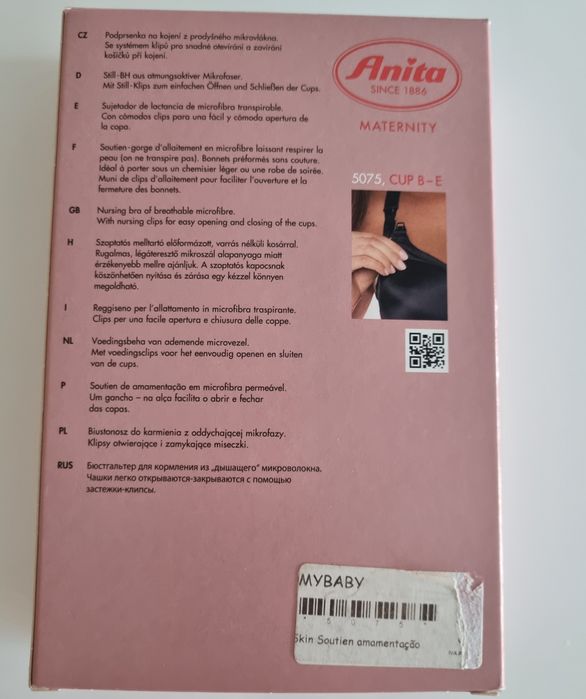 CZ Podprsenka na kojení z prodyšného mikrovlákna.
Se systémem klipů pro snadné otevírání a zavírání
košíčků při kojení.
D Still-BH aus atmungsaktiver Mikrofaser.
Mit Still-Klips zum einfachen Öffnen und Schließen der Cups.
E Sujetador de lactancia de microfibra transpirable.
Con cómodos clips para una fácil y cómoda apertura de
la copa.
F Soutien-gorge d'allaitement en microfibre laissant respirer la
peau (on ne transpire pas). Bonnets préformés sans couture.
Idéal à porter sous un chemisier léger ou une robe de soirée.
Muni de clips d'allaitement pour faciliter l'ouverture et la
fermeture des bonnets.
GB Nursing bra of breathable microfibre.
With nursing clips for easy opening and closing of the cups.
H Szoptatós melltartó előformázott, varrás nélküli kosárral.
Rugalmas, légáteresztő mikroszál alapanyaga miatt
érzékenyebb mellre ajánljuk. A szoptatós kapocsnak
köszönhetően nyitása és zárása egy kézzel könnyen
megoldható.
I Reggiseno per l'allattamento in microfibra traspirante.
Clips per una facile apertura e chiusura delle coppe.
NL Voedingsbeha van ademende microvezel.
Met voedingsclips voor het eenvoudig openen en sluiten
van de cups.
P Soutien de amamentação em microfibra permeável.
Um gancho – na alça facilita o abrir e fechar
das copas.
PL Biustonosz do karmienia z oddychającej mikrofazy.
Klipsy otwierające i zamykające miseczki.
RUS Бюстгальтер для кормления из „дышащего" микроволокна.
Чашки легко открываются-закрываются с помощью
застежки-клипсы.
Anita
SINCE 1886
MATERNITY
5075, CUP B–E
MYBABY
* 5 0 7 5 *
Skin Soutien amamentação